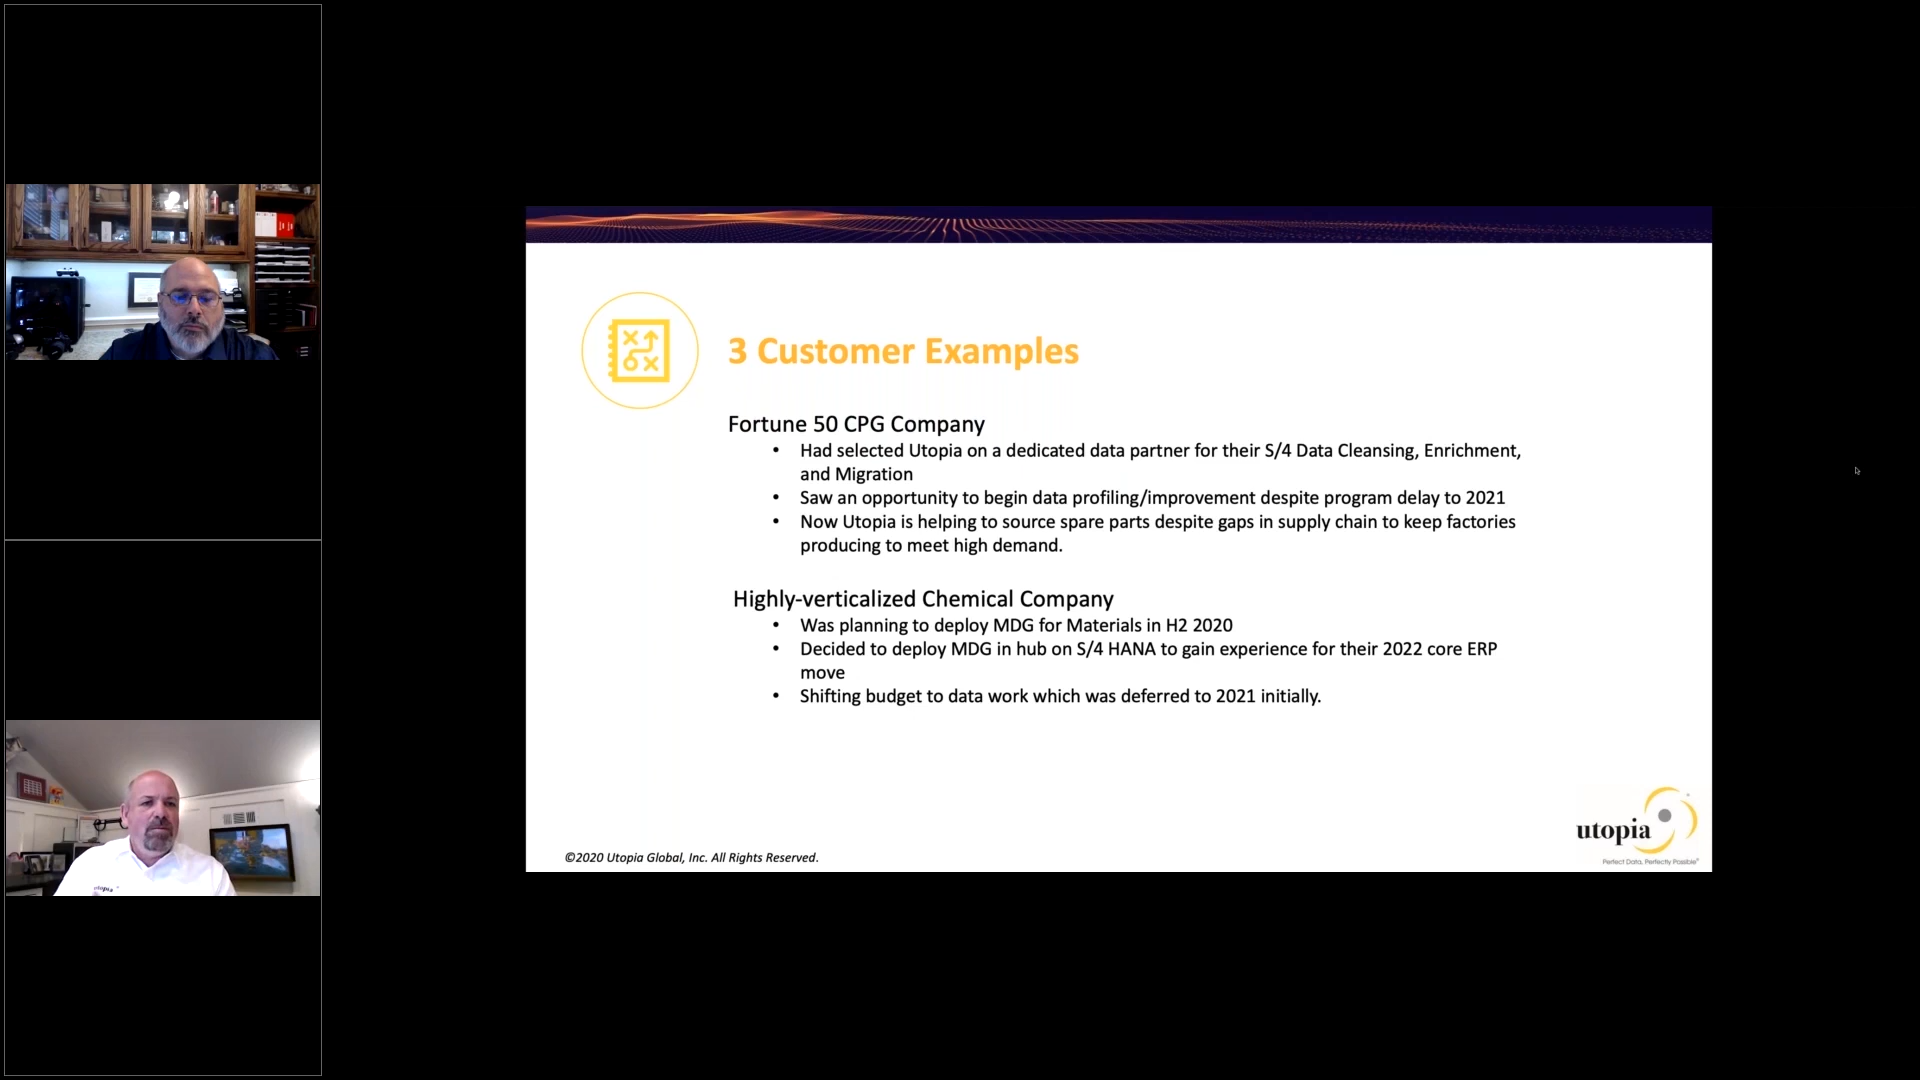 3 Customer Examples
Fortune 50 CPG Company
• Had selected Utopia on a dedicated data partner for their S/4 Data Cleansing, Enrichment,
and Migration
• Saw an opportunity to begin data profiling/improvement despite program delay to 2021
• Now Utopia is helping to source spare parts despite gaps in supply chain to keep factories
producing to meet high demand.
Highly-verticalized Chemical Company
• Was planning to deploy MDG for Materials in H2 2020
• Decided to deploy MDG in hub on S/4 HANA to gain experience for their 2022 core ERP
move
• Shifting budget to data work which was deferred to 2021 initially.
utopia
Perfect Data, Perfectly Possible®
©2020 Utopia Global, Inc. All Rights Reserved.
utopia